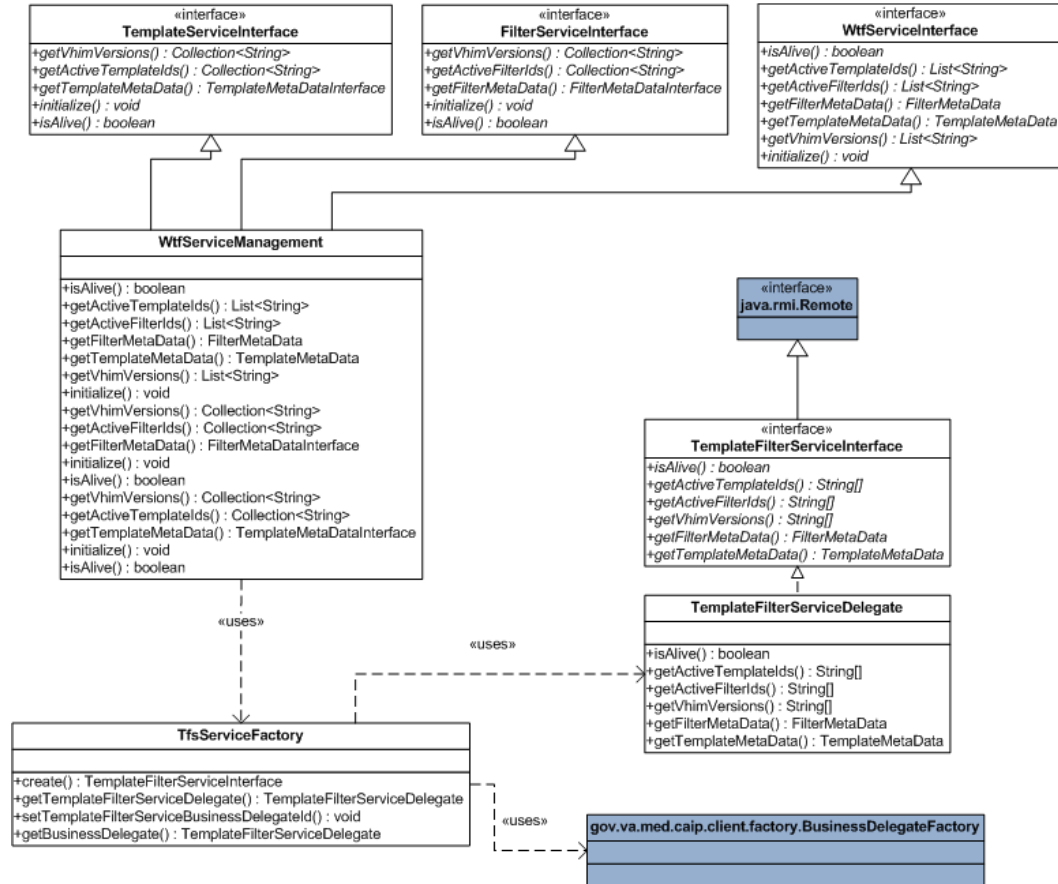 «interface»
TemplateServiceInterface
+getVhimVersions() : Collection<String>
+getActiveTemplateIds() : Collection<String>
+getTemplateMetaData() : TemplateMetaDataInterface
+initialize() : void
+isAlive() : boolean
«interface»
FilterServiceInterface
+getVhimVersions() : Collection<String>
+getActiveFilterIds() : Collection<String>
+getFilterMetaData() : FilterMetaDataInterface
+initialize() : void
+isAlive() : boolean
«interface»
WtfServiceInterface
+isAlive() : boolean
+getActiveTemplateIds() : List<String>
+getActiveFilterIds() : List<String>
+getFilterMetaData() : FilterMetaData
+getTemplateMetaData() : TemplateMetaData
+getVhimVersions() : List<String>
+initialize() : void
WtfServiceManagement
+isAlive() : boolean
+getActiveTemplateIds() : List<String>
+getActiveFilterIds() : List<String>
+getFilterMetaData() : FilterMetaData
+getTemplateMetaData() : TemplateMetaData
+getVhimVersions() : List<String>
+initialize() : void
+getVhimVersions() : Collection<String>
+getActiveFilterIds() : Collection<String>
+getFilterMetaData() : FilterMetaDataInterface
+initialize() : void
+isAlive() : boolean
+getVhimVersions() : Collection<String>
+getActiveTemplateIds() : Collection<String>
+getTemplateMetaData() : TemplateMetaDataInterface
+initialize() : void
+isAlive() : boolean
«interface»
java.rmi.Remote
«interface»
TemplateFilterServiceInterface
+isAlive() : boolean
+getActiveTemplateIds() : String[]
+getActiveFilterIds() : String[]
+getVhimVersions() : String[]
+getFilterMetaData() : FilterMetaData
+getTemplateMetaData() : TemplateMetaData
TemplateFilterServiceDelegate
+isAlive() : boolean
+getActiveTemplateIds() : String[]
+getActiveFilterIds() : String[]
+getVhimVersions() : String[]
+getFilterMetaData() : FilterMetaData
+getTemplateMetaData() : TemplateMetaData
«uses»
«uses»
TfsServiceFactory
+create() : TemplateFilterServiceInterface
+getTemplateFilterServiceDelegate() : TemplateFilterServiceDelegate
+setTemplateFilterServiceBusinessDelegateId() : void
+getBusinessDelegate() : TemplateFilterServiceDelegate
«uses»
gov.va.med.caip.client.factory.BusinessDelegateFactory